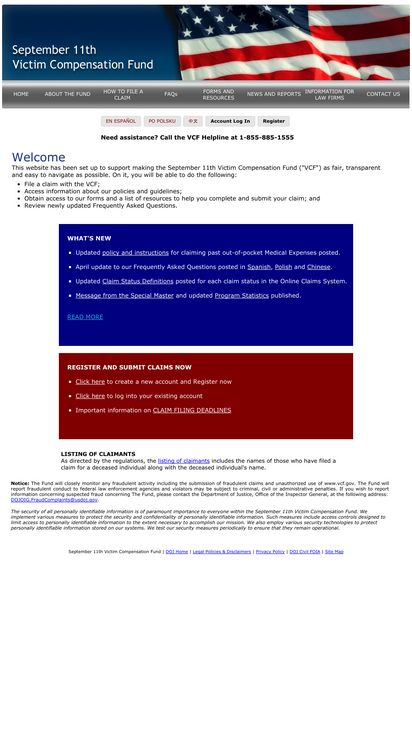 September 11th
Victim Compensation Fund
HOME
ABOUT THE FUND
HOW TO FILE A
CLAIM
FAQs
FORMS AND
RESOURCES
NEWS AND REPORTS
INFORMATION FOR
LAW FIRMS
CONTACT US
EN ESPAÑOL
PO POLSKU
中文
Account Log In
Register
Need assistance? Call the VCF Helpline at 1-855-885-1555
Welcome
This website has been set up to support making the September 11th Victim Compensation Fund ("VCF") as fair, transparent
and easy to navigate as possible. On it, you will be able to do the following:
• File a claim with the VCF;
• Access information about our policies and guidelines;
• Obtain access to our forms and a list of resources to help you complete and submit your claim; and
• Review newly updated Frequently Asked Questions.
WHAT'S NEW
• Updated policy and instructions for claiming past out-of-pocket Medical Expenses posted.
• April update to our Frequently Asked Questions posted in Spanish, Polish and Chinese.
• Updated Claim Status Definitions posted for each claim status in the Online Claims System.
• Message from the Special Master and updated Program Statistics published.
READ MORE
REGISTER AND SUBMIT CLAIMS NOW
• Click here to create a new account and Register now
• Click here to log into your existing account
• Important information on CLAIM FILING DEADLINES
LISTING OF CLAIMANTS
As directed by the regulations, the listing of claimants includes the names of those who have filed a
claim for a deceased individual along with the deceased individual's name.
Notice: The Fund will closely monitor any fraudulent activity including the submission of fraudulent claims and unauthorized use of www.vcf.gov. The Fund will
report fraudulent conduct to federal law enforcement agencies and violators may be subject to criminal, civil or administrative penalties. If you wish to report
information concerning suspected fraud concerning The Fund, please contact the Department of Justice, Office of the Inspector General, at the following address:
DOJOIG.FraudComplaints@usdoj.gov.
The security of all personally identifiable information is of paramount importance to everyone within the September 11th Victim Compensation Fund. We
implement various measures to protect the security and confidentiality of personally identifiable information. Such measures include access controls designed to
limit access to personally identifiable information to the extent necessary to accomplish our mission. We also employ various security technologies to protect
personally identifiable information stored on our systems. We test our security measures periodically to ensure that they remain operational.
September 11th Victim Compensation Fund | DOJ Home | Legal Policies & Disclaimers | Privacy Policy | DOJ Civil FOIA | Site Map